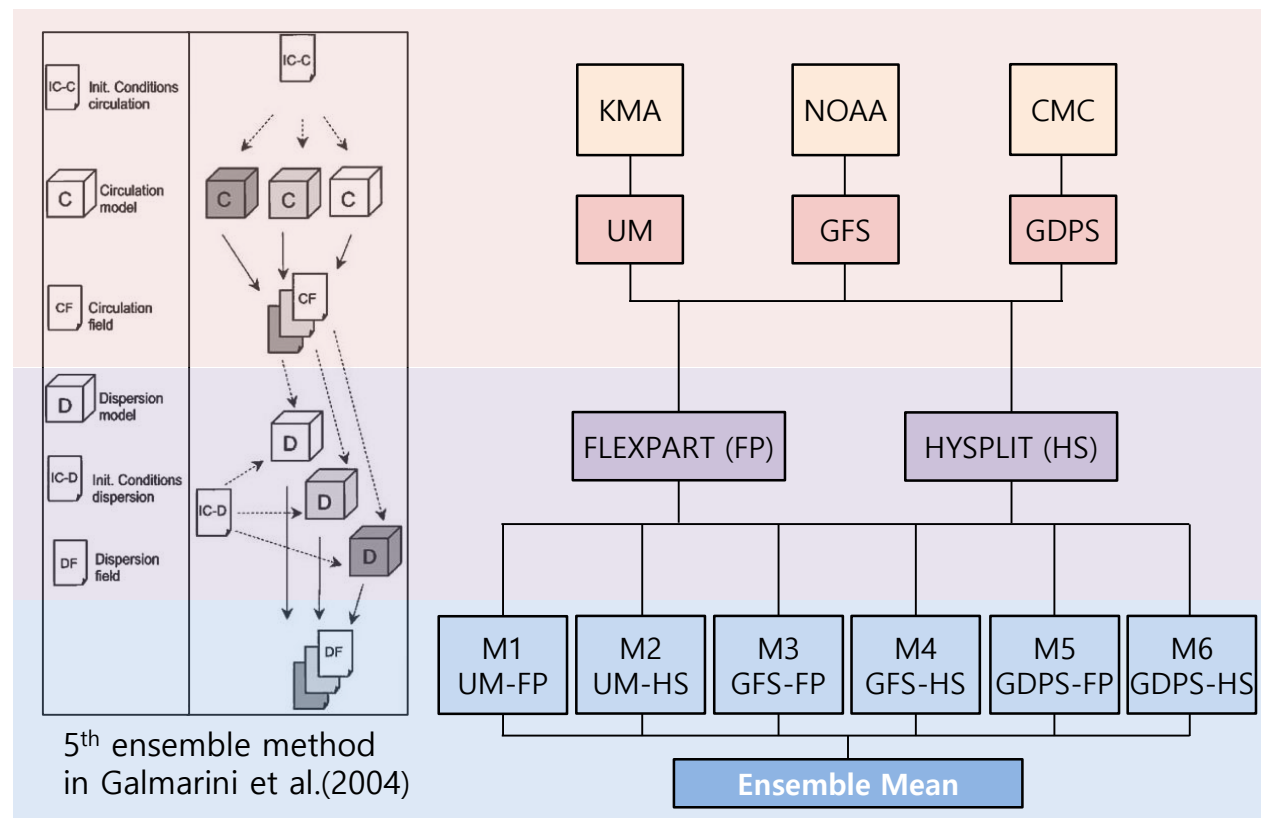 IC-C
Init. Conditions
circulation
C
Circulation
model
CF
Circulation
field
D
Dispersion
model
IC-D
Init. Conditions
dispersion
DF
Dispersion
field
IC-C
C
C
C
CF
D
IC-D
D
D
DF
5th ensemble method
in Galmarini et al.(2004)
KMA
NOAA
CMC
UM
GFS
GDPS
FLEXPART (FP)
HYSPLIT (HS)
M1
UM-FP
M2
UM-HS
M3
GFS-FP
M4
GFS-HS
M5
GDPS-FP
M6
GDPS-HS
Ensemble Mean